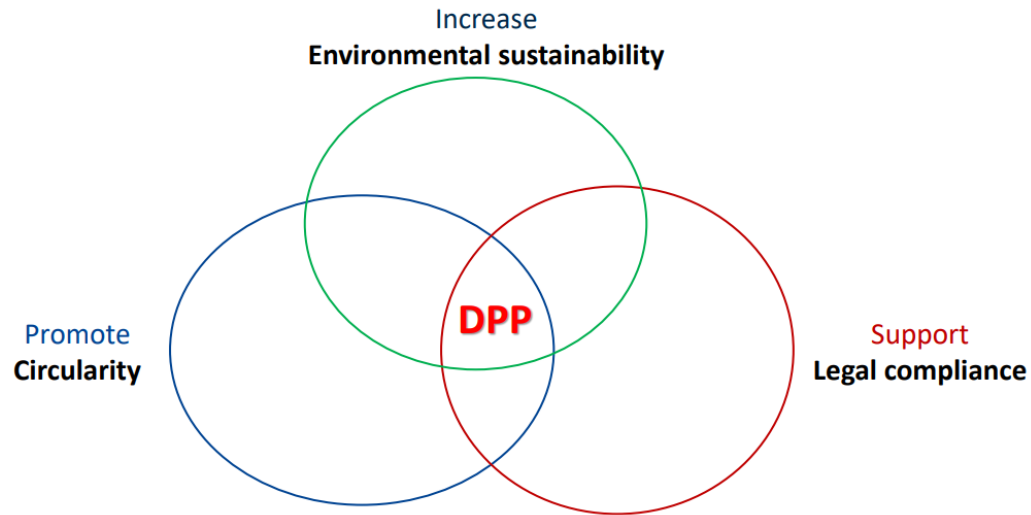 Increase
Environmental sustainability
DPP
Promote
Circularity
Support
Legal compliance